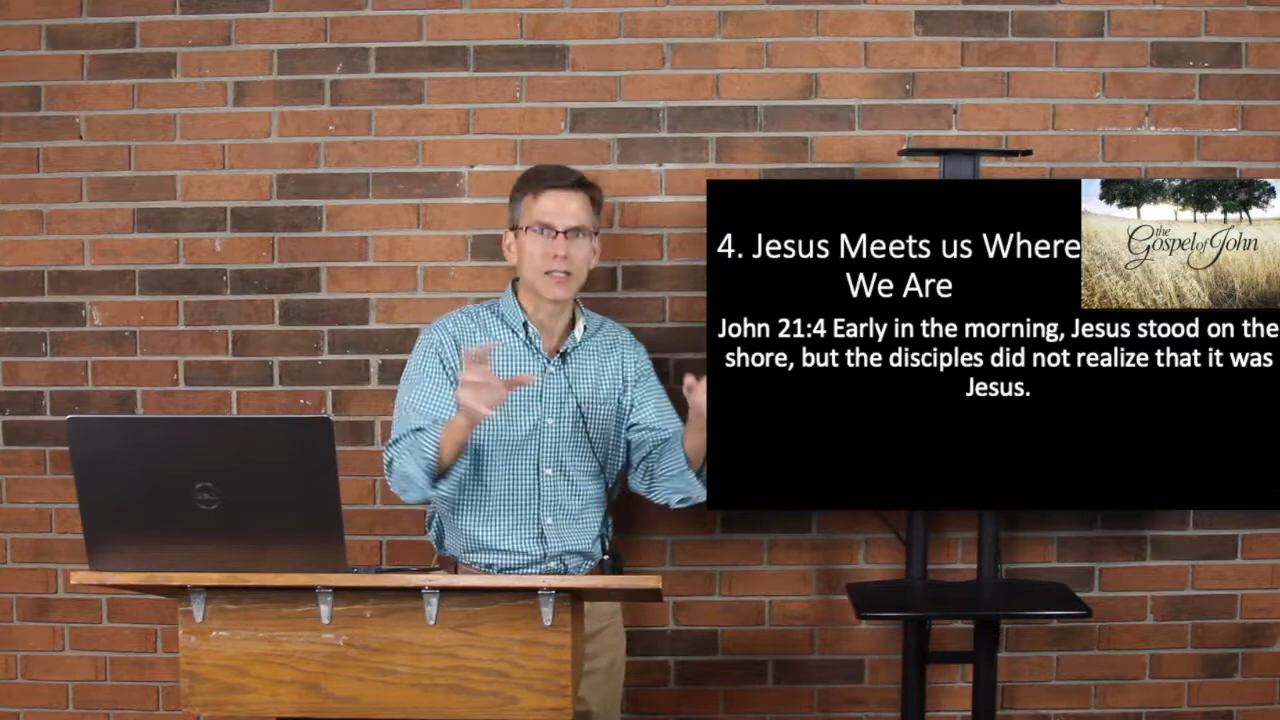 4. Jesus Meets us Where
We Are
the
Gospel of John
John 21:4 Early in the morning, Jesus stood on the
shore, but the disciples did not realize that it was
Jesus.
DELL